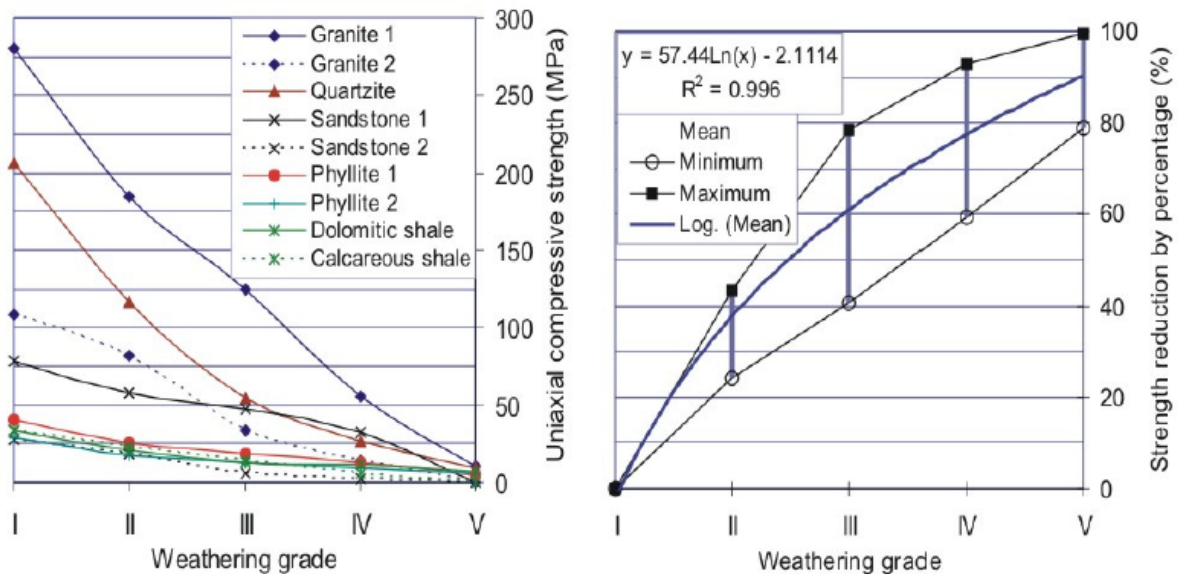 300
250
200
150
100
50
0
Uniaxial compressive strength (MPa)
Granite 1
Granite 2
Quartzite
Sandstone 1
Sandstone 2
Phyllite 1
Phyllite 2
Dolomitic shale
Calcareous shale
I II III IV V
Weathering grade
y = 57.44Ln(x) - 2.1114
R² = 0.996
Mean
Minimum
Maximum
Log. (Mean)
100
80
60
40
20
0
Strength reduction by percentage (%)
I II III IV V
Weathering grade